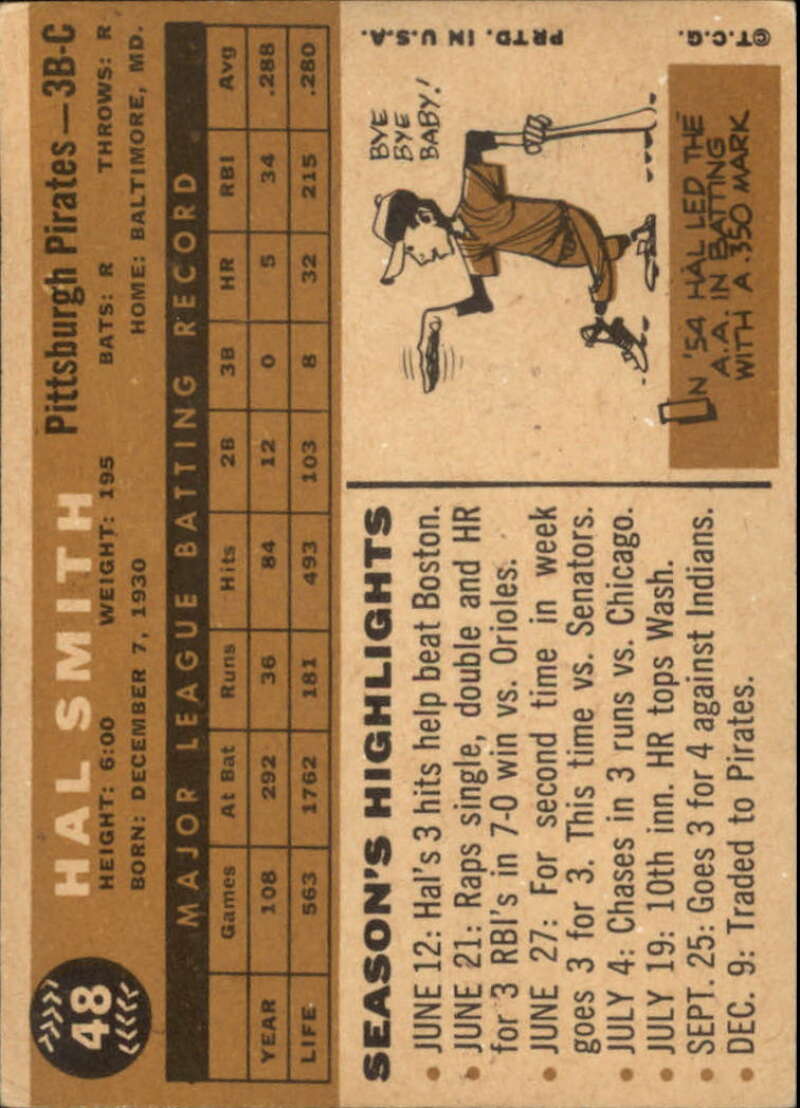 48
HAL SMITH
Pittsburgh Pirates—3B-C
HEIGHT: 6:00 WEIGHT: 195 BATS: R THROWS: R
BORN: DECEMBER 7, 1930 HOME: BALTIMORE, MD.
MAJOR LEAGUE BATTING RECORD
Games At Bat Runs Hits 2B 3B HR RBI Avg
YEAR 108 292 36 84 12 0 5 34 .288
LIFE 563 1762 181 493 103 8 32 215 .280
SEASON'S HIGHLIGHTS
• JUNE 12: Hal's 3 hits help beat Boston.
• JUNE 21: Raps single, double and HR
for 3 RBI's in 7-0 win vs. Orioles.
• JUNE 27: For second time in week
goes 3 for 3. This time vs. Senators.
• JULY 4: Chases in 3 runs vs. Chicago.
• JULY 19: 10th inn. HR tops Wash.
• SEPT. 25: Goes 3 for 4 against Indians.
• DEC. 9: Traded to Pirates.
BYE
BYE
BABY!
IN '54 HAL LED THE
A.A. IN BATTING
WITH A .350 MARK
©T.C.G. PRTD. IN U.S.A.